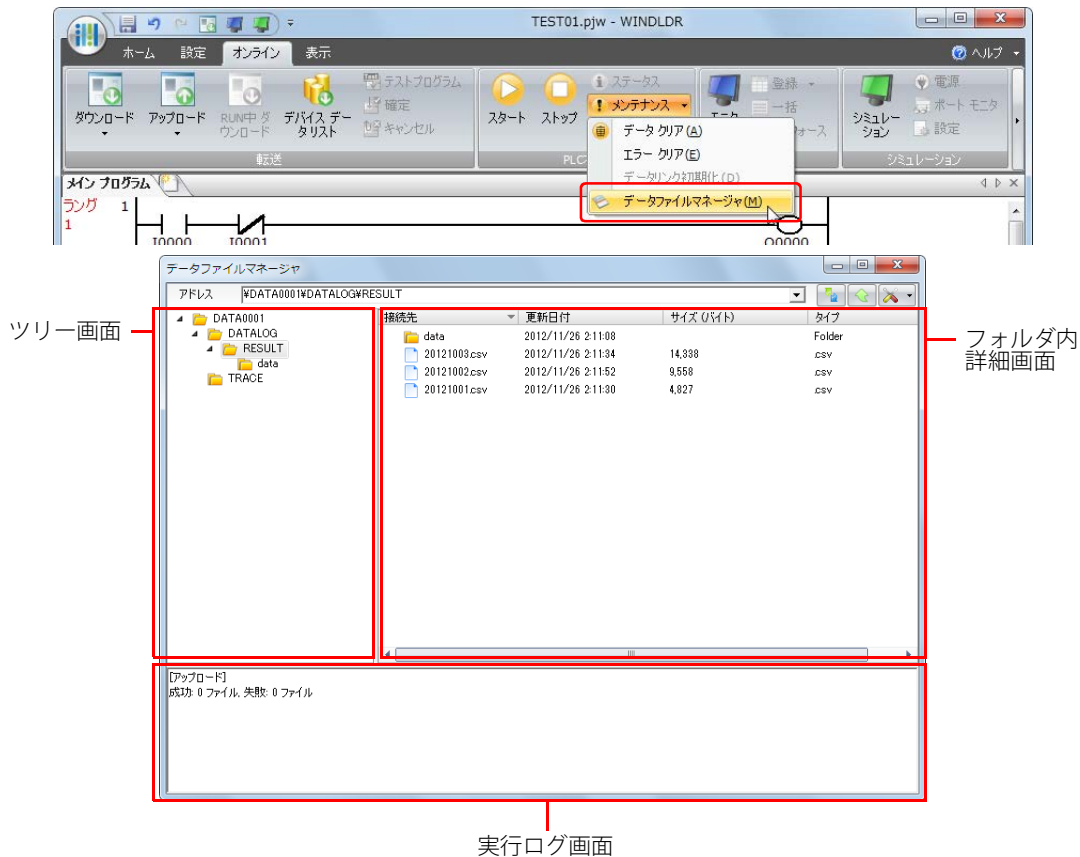 TEST01.pjw - WINDLDR
ホーム 設定 オンライン 表示 ヘルプ
ダウンロード アップロード RUN中 ダウンロード デバイス データリスト
テストプログラム
確定
キャンセル
転送
スタート ストップ
ステータス
メンテナンス
PLC
登録
一括
シミュレーション
電源
ポート モニタ
設定
シミュレーション
データ クリア(A)
エラー クリア(E)
データリンク初期化(D)
データファイルマネージャ(M)
メイン プログラム
ラング 1
1
I0000 I0001 Q0000
データファイルマネージャ
アドレス ¥DATA0001¥DATALOG¥RESULT
ツリー画面
DATA0001
DATALOG
RESULT
data
TRACE
接続先 更新日付 サイズ (バイト) タイプ
data 2012/11/26 2:11:08 Folder
20121003.csv 2012/11/26 2:11:34 14,338 .csv
20121002.csv 2012/11/26 2:11:52 9,558 .csv
20121001.csv 2012/11/26 2:11:30 4,827 .csv
フォルダ内
詳細画面
[アップロード]
成功: 0 ファイル, 失敗: 0 ファイル
実行ログ画面